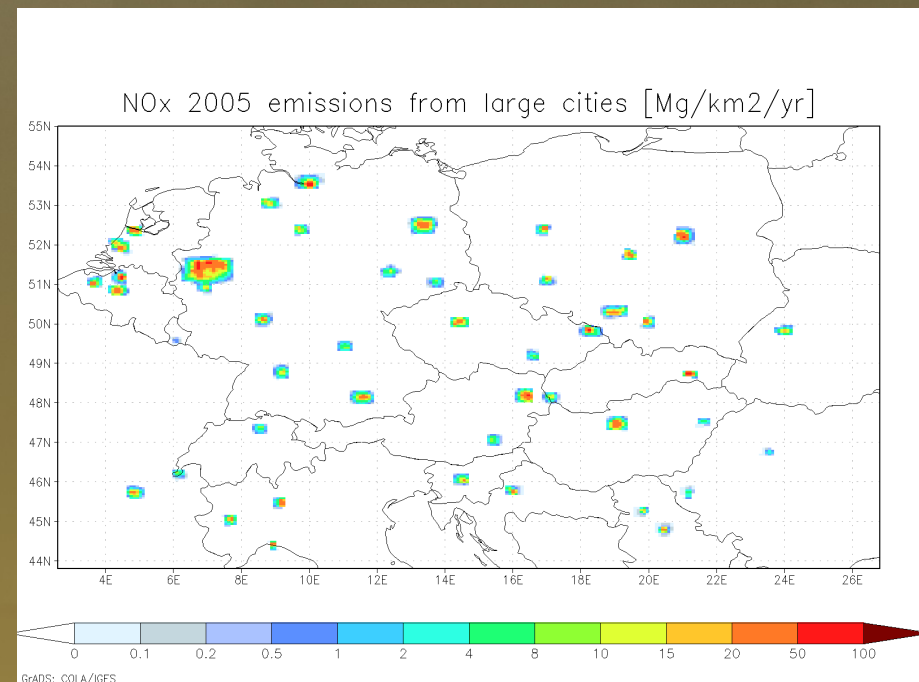 NOx 2005 emissions from large cities [Mg/km2/yr]
55N
54N
53N
52N
51N
50N
49N
48N
47N
46N
45N
44N
4E 6E 8E 10E 12E 14E 16E 18E 20E 22E 24E 26E
0 0.1 0.2 0.5 1 2 4 8 10 15 20 50 100
GrADS: COLA/IGES